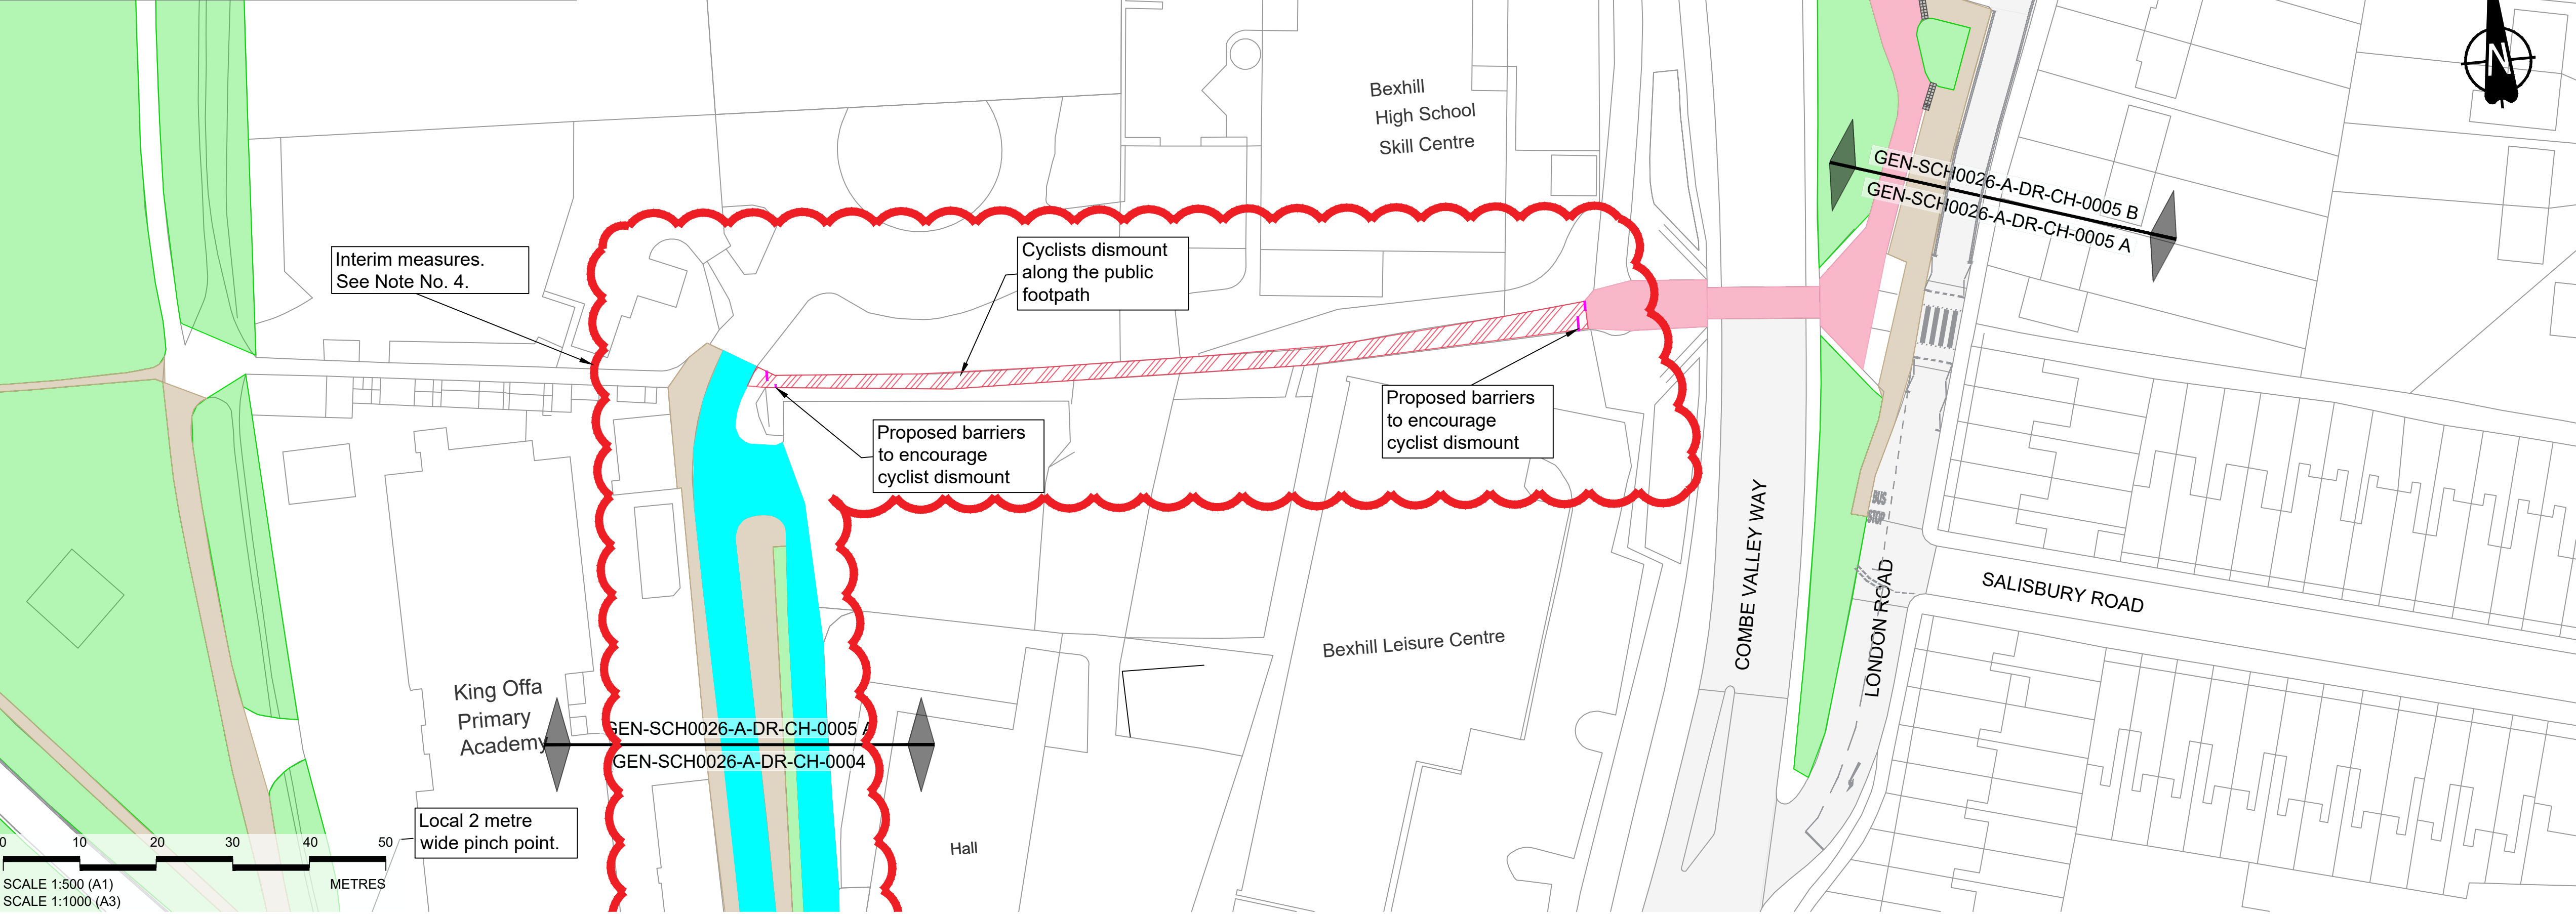 N
Bexhill
High School
Skill Centre
GEN-SCH0026-A-DR-CH-0005 B
GEN-SCH0026-A-DR-CH-0005 A
Interim measures.
See Note No. 4.
Cyclists dismount
along the public
footpath
Proposed barriers
to encourage
cyclist dismount
Proposed barriers
to encourage
cyclist dismount
BUS
STOP
COMBE VALLEY WAY
LONDON ROAD
SALISBURY ROAD
Bexhill Leisure Centre
King Offa
Primary
Academy
GEN-SCH0026-A-DR-CH-0005 A
GEN-SCH0026-A-DR-CH-0004
Local 2 metre
wide pinch point.
Hall
0 10 20 30 40 50
SCALE 1:500 (A1) METRES
SCALE 1:1000 (A3)